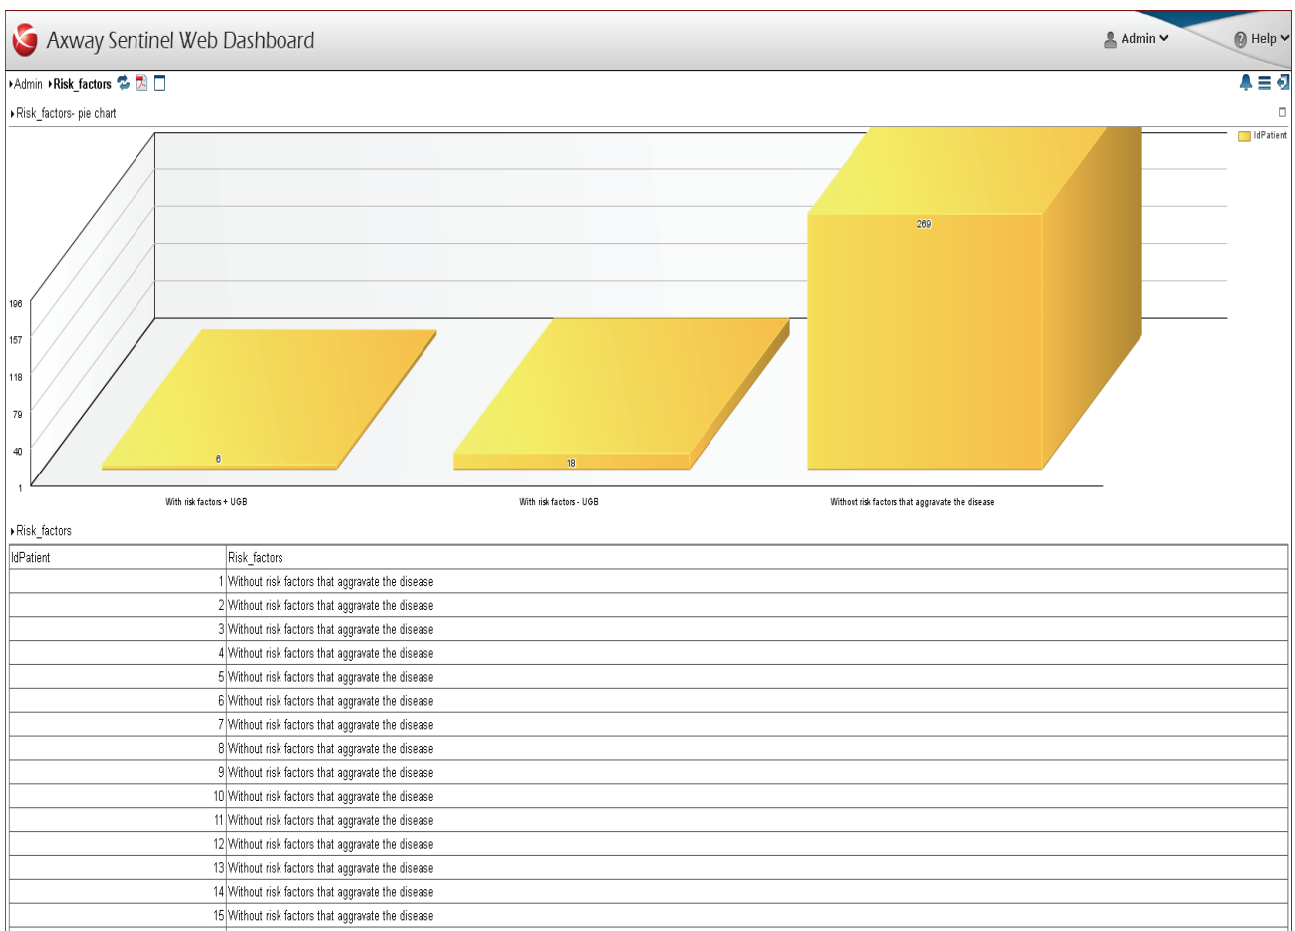 Axway Sentinel Web Dashboard
Admin
Help
Admin Risk_factors
Risk_factors- pie chart
IdPatient
269
196
157
118
79
40
1
6
18
With risk factors + UGB
With risk factors - UGB
Without risk factors that aggravate the disease
Risk_factors
IdPatient Risk_factors
1 Without risk factors that aggravate the disease
2 Without risk factors that aggravate the disease
3 Without risk factors that aggravate the disease
4 Without risk factors that aggravate the disease
5 Without risk factors that aggravate the disease
6 Without risk factors that aggravate the disease
7 Without risk factors that aggravate the disease
8 Without risk factors that aggravate the disease
9 Without risk factors that aggravate the disease
10 Without risk factors that aggravate the disease
11 Without risk factors that aggravate the disease
12 Without risk factors that aggravate the disease
13 Without risk factors that aggravate the disease
14 Without risk factors that aggravate the disease
15 Without risk factors that aggravate the disease